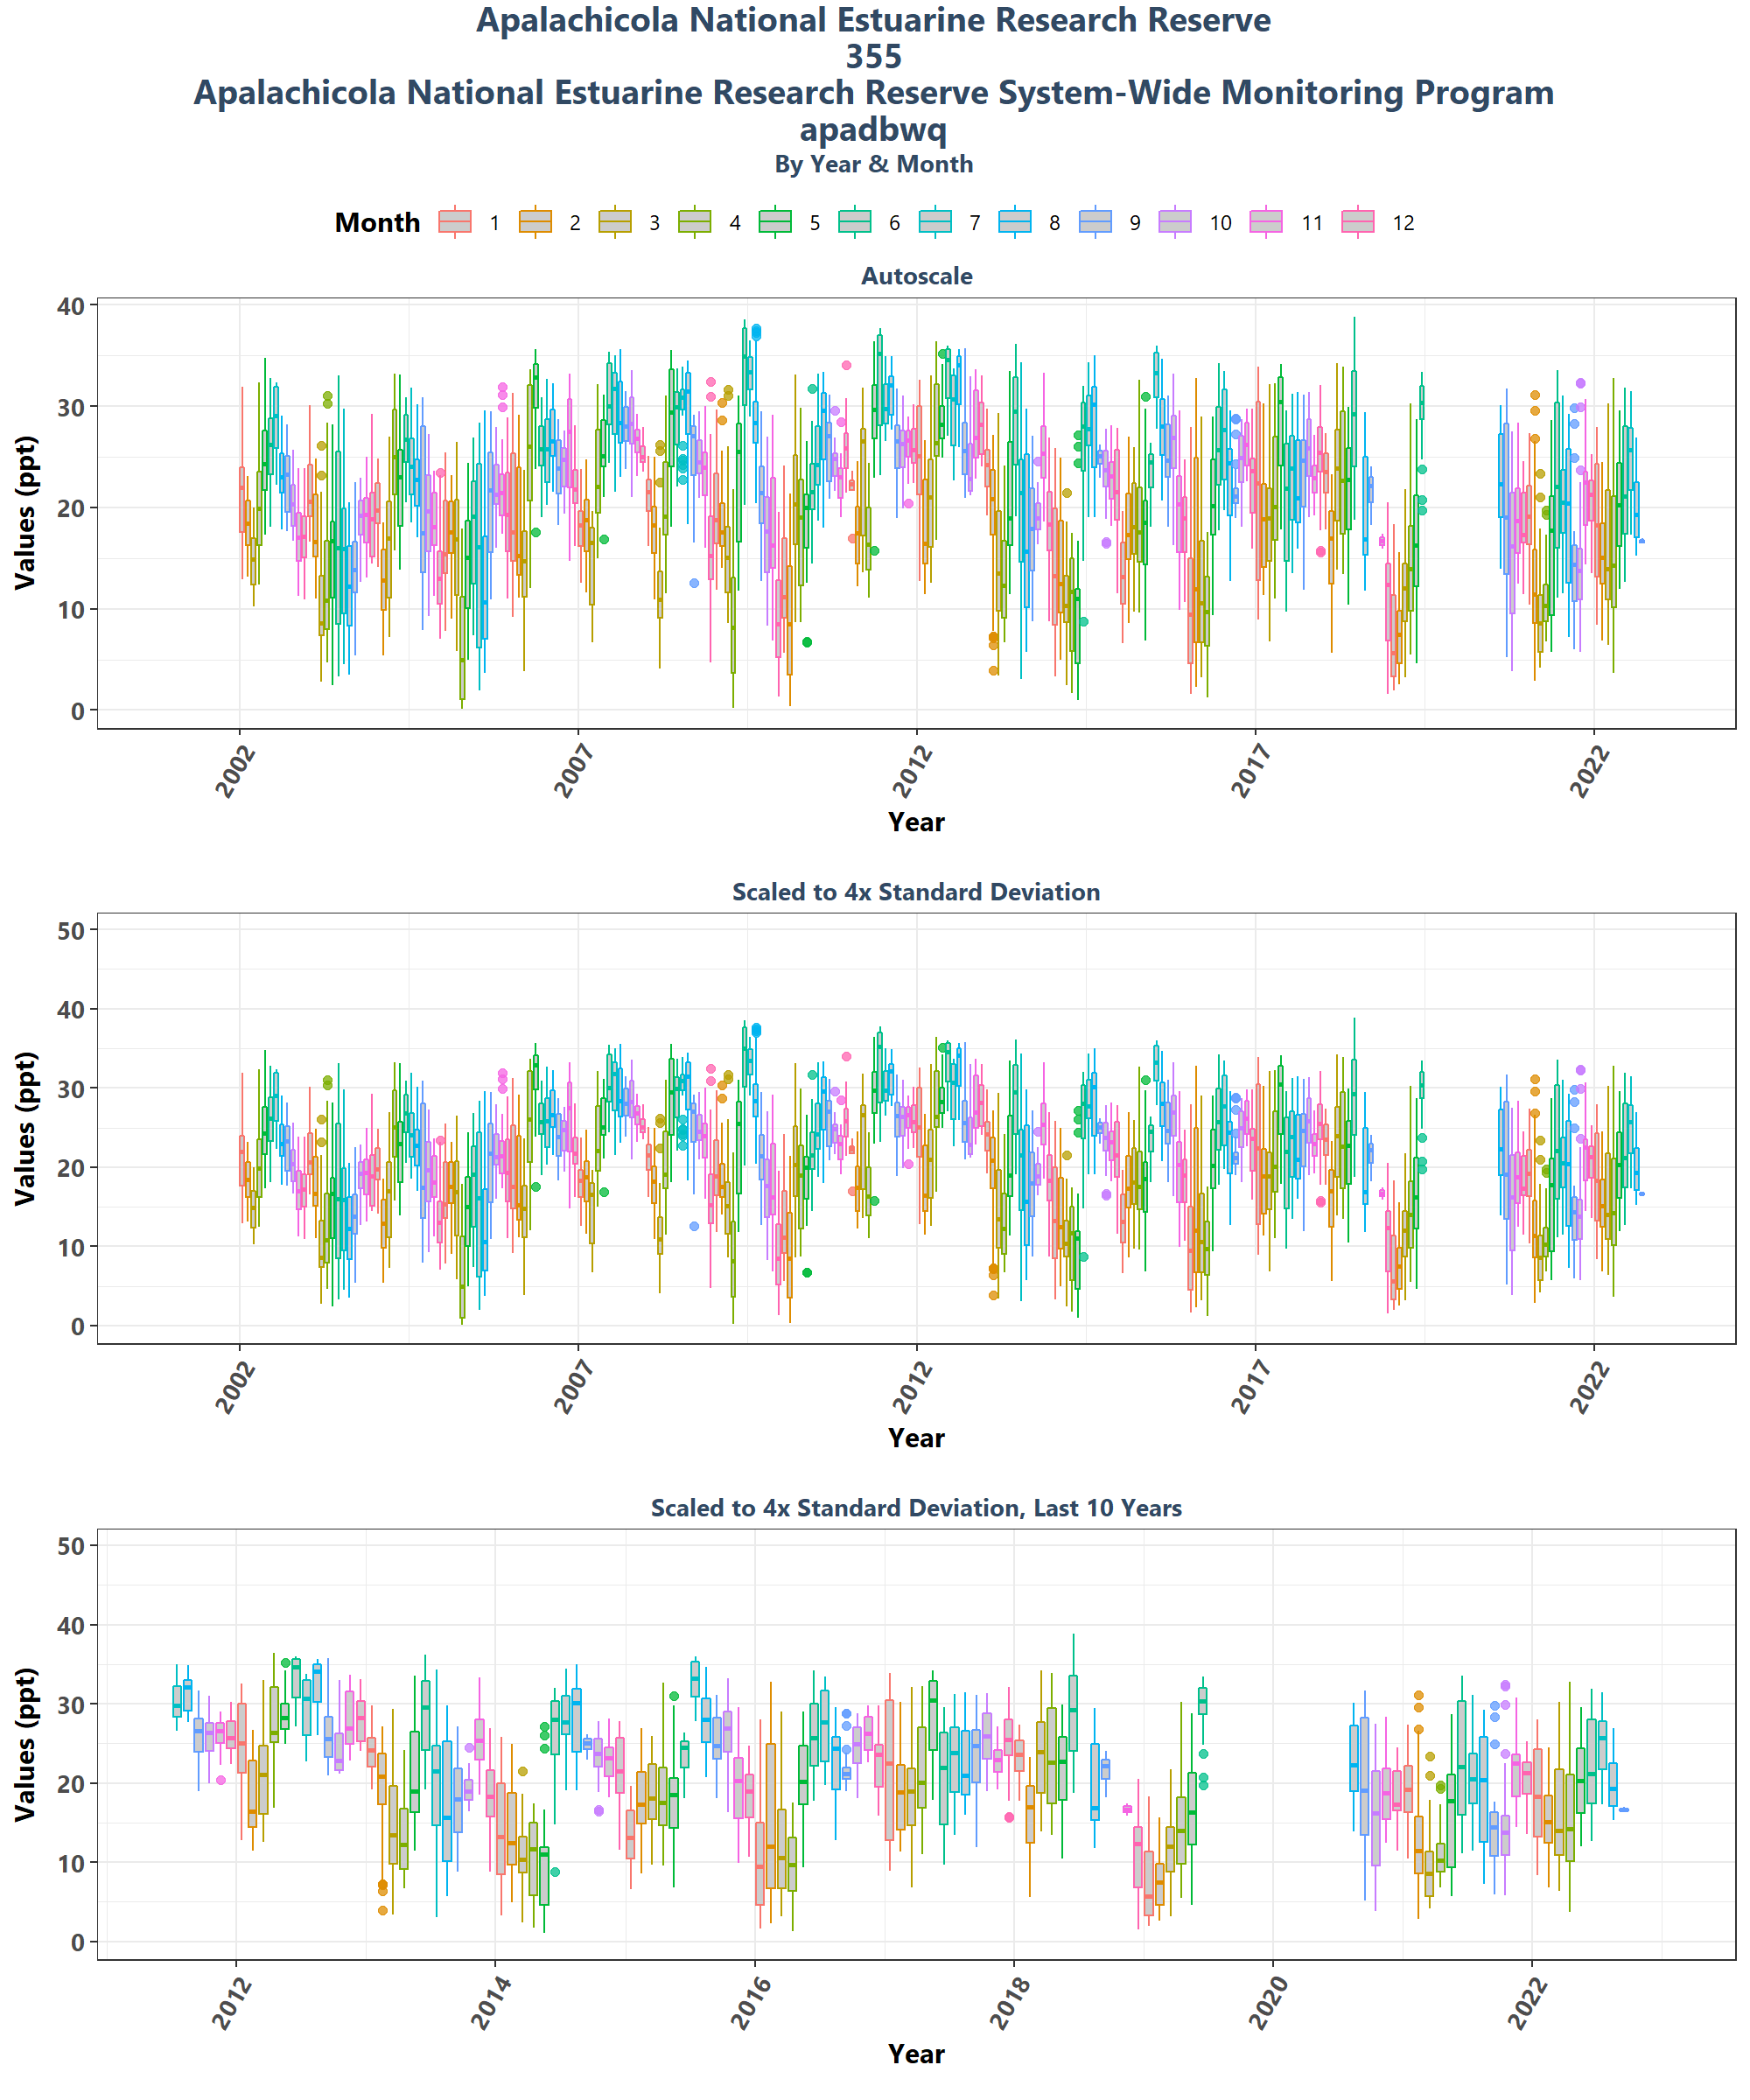 Apalachicola National Estuarine Research Reserve
355
Apalachicola National Estuarine Research Reserve System-Wide Monitoring Program
apadbwq
By Year & Month
Month 1 2 3 4 5 6 7 8 9 10 11 12
Autoscale
Values (ppt)
40
30
20
10
0
2002 2007 2012 2017 2022
Year
Scaled to 4x Standard Deviation
Values (ppt)
50
40
30
20
10
0
2002 2007 2012 2017 2022
Year
Scaled to 4x Standard Deviation, Last 10 Years
Values (ppt)
50
40
30
20
10
0
2012 2014 2016 2018 2020 2022
Year